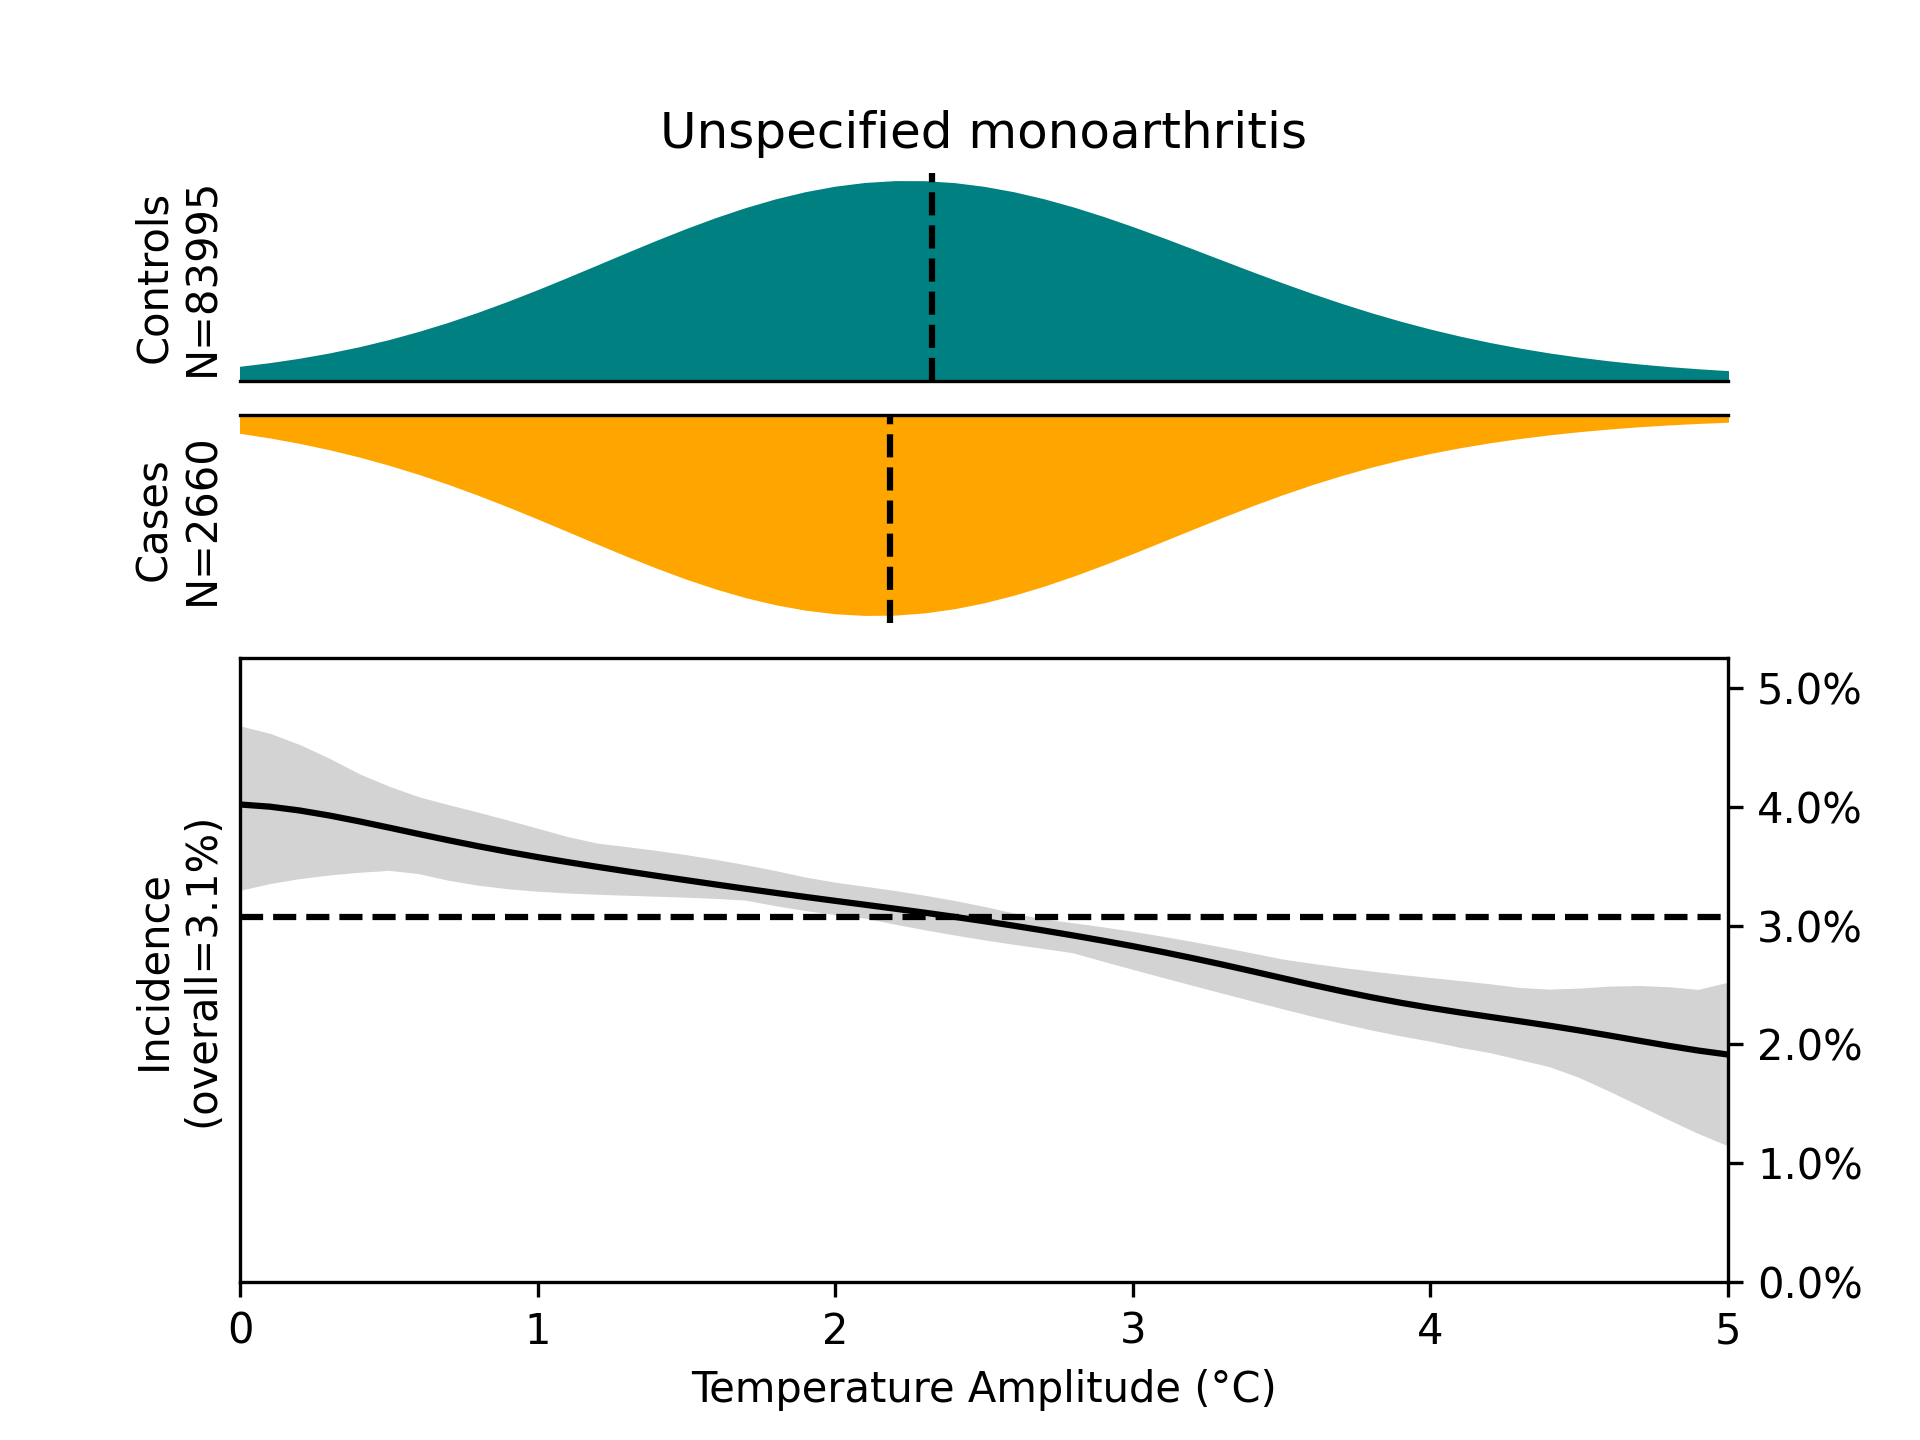 Unspecified monoarthritis
Controls
N=83995
Cases
N=2660
Incidence
(overall=3.1%)
5.0%
4.0%
3.0%
2.0%
1.0%
0.0%
0 1 2 3 4 5
Temperature Amplitude (°C)